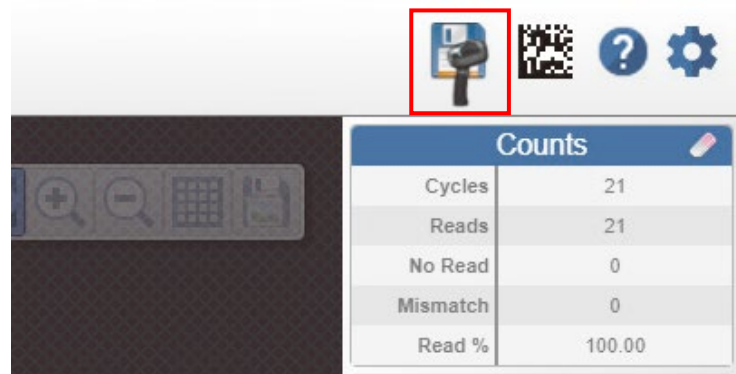 ?
Counts
Cycles 21
Reads 21
No Read 0
Mismatch 0
Read % 100.00